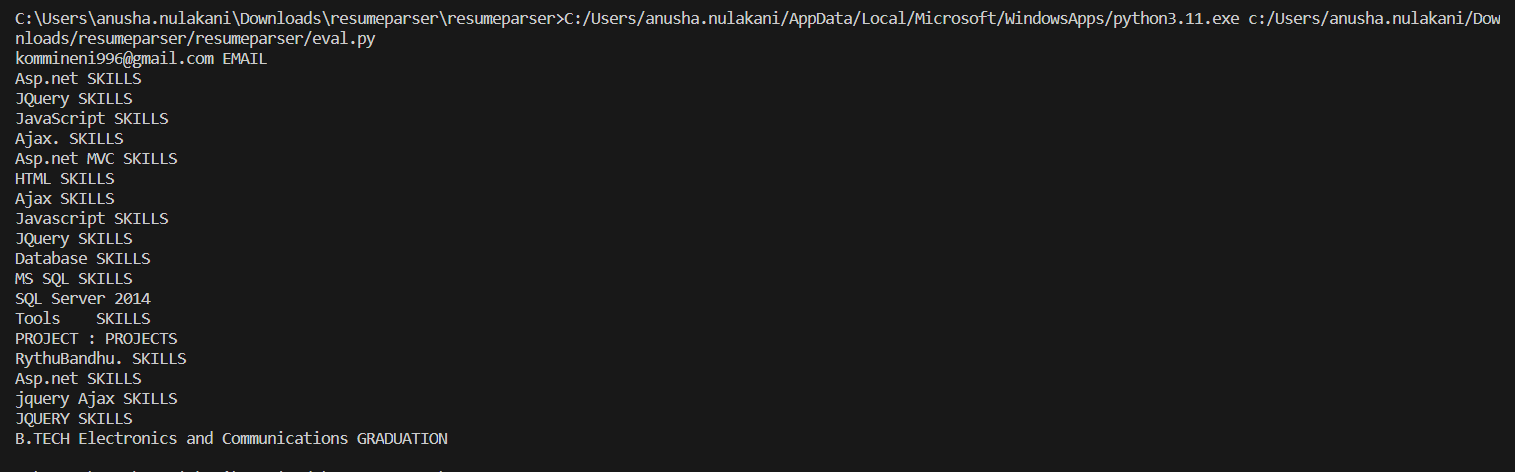 C:\Users\anusha.nulakani\Downloads\resumeparser\resumeparser>C:/Users/anusha.nulakani/AppData/Local/Microsoft/WindowsApps/python3.11.exe c:/Users/anusha.nulakani/Dow
nloads/resumeparser/resumeparser/eval.py
kommineni996@gmail.com EMAIL
Asp.net SKILLS
JQuery SKILLS
JavaScript SKILLS
Ajax. SKILLS
Asp.net MVC SKILLS
HTML SKILLS
Ajax SKILLS
Javascript SKILLS
JQuery SKILLS
Database SKILLS
MS SQL SKILLS
SQL Server 2014
Tools    SKILLS
PROJECT : PROJECTS
RythuBandhu. SKILLS
Asp.net SKILLS
jquery Ajax SKILLS
JQUERY SKILLS
B.TECH Electronics and Communications GRADUATION